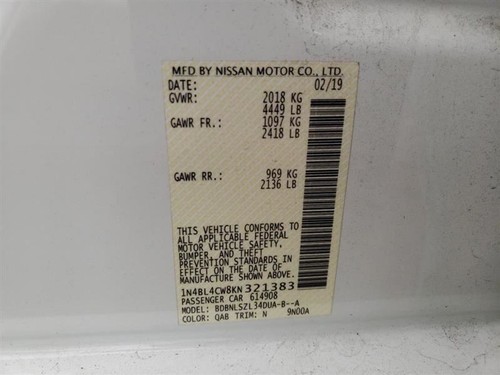 MFD BY NISSAN MOTOR CO., LTD.
DATE: 02/19
GVWR: 2018 KG
4449 LB
GAWR FR.: 1097 KG
2418 LB
GAWR RR.: 969 KG
2136 LB
THIS VEHICLE CONFORMS TO
ALL APPLICABLE FEDERAL
MOTOR VEHICLE SAFETY,
BUMPER, AND THEFT
PREVENTION STANDARDS IN
EFFECT ON THE DATE OF
MANUFACTURE SHOWN ABOVE.
1N4BL4CW8KN321383
PASSENGER CAR 614908
MODEL: BDBNLSZL34DUA-B--A
COLOR: QAB TRIM: N 9N00A